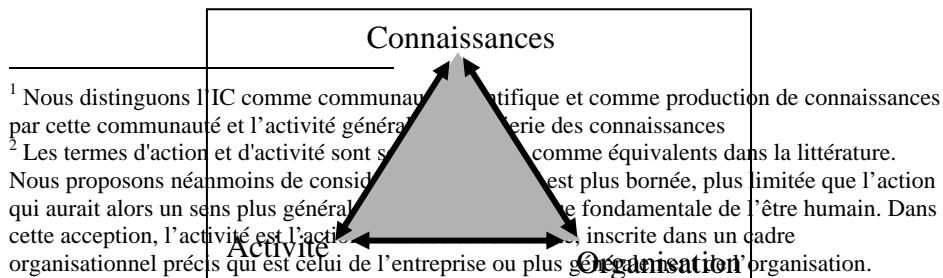 Connaissances
1 Nous distinguons l'IC comme communau tifique et comme production de connaissances
par cette communauté et l'activité généra erie des connaissances
2 Les termes d'action et d'activité sont s comme équivalents dans la littérature.
Nous proposons néanmoins de consid est plus bornée, plus limitée que l'action
qui aurait alors un sens plus général e fondamentale de l'être humain. Dans
cette acception, l'activité est l'actio , inscrite dans un cadre
Activité
organisationnel précis qui est celui de l'entreprise ou plus généralement de l'organisation.
Organisation